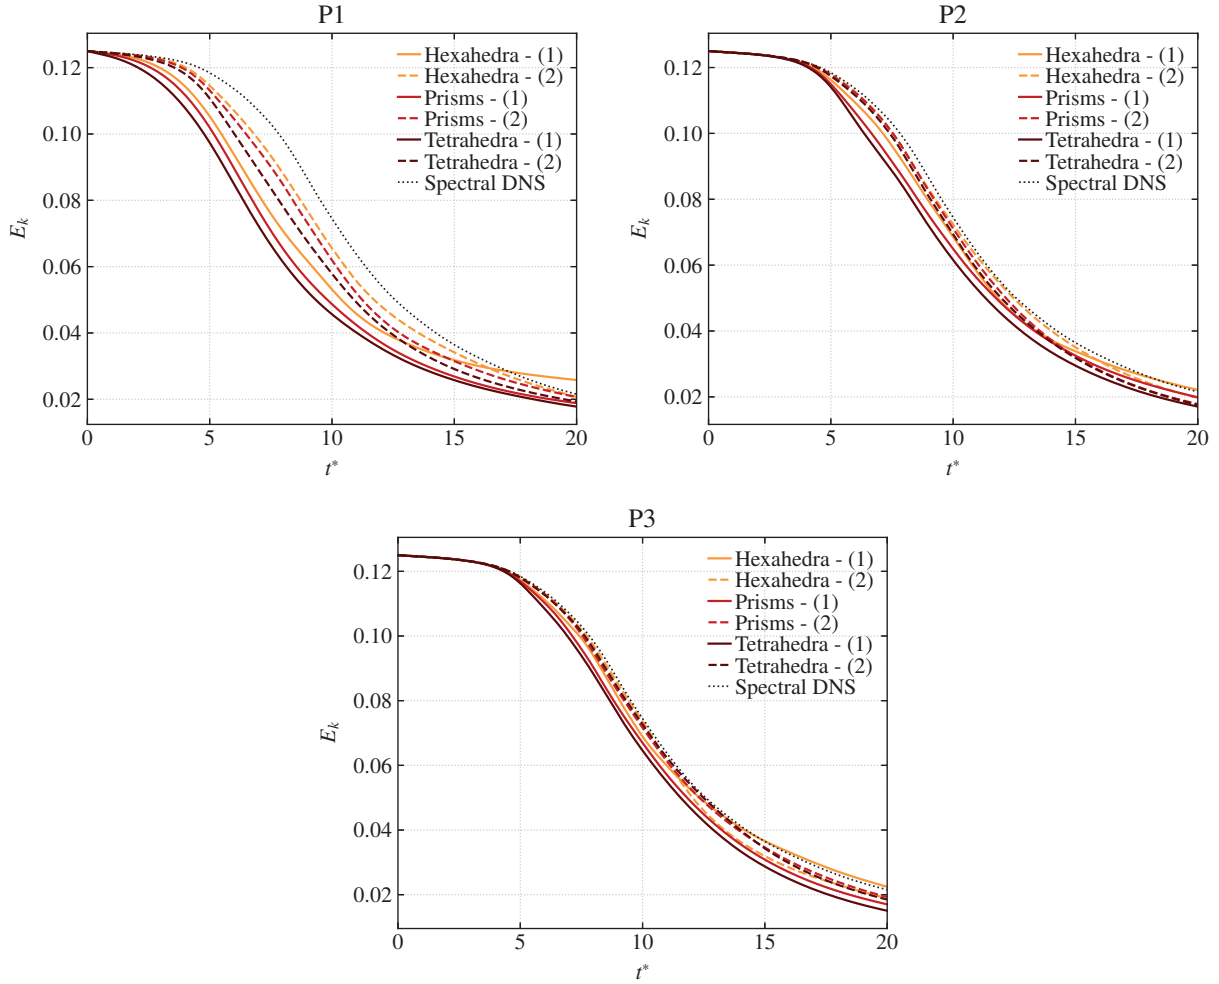 P1
0.12
0.10
0.08
0.06
0.04
0.02
E_k
0
5
10
15
20
t*
Hexahedra - (1)
Hexahedra - (2)
Prisms - (1)
Prisms - (2)
Tetrahedra - (1)
Tetrahedra - (2)
Spectral DNS
P2
0.12
0.10
0.08
0.06
0.04
0.02
E_k
0
5
10
15
20
t*
Hexahedra - (1)
Hexahedra - (2)
Prisms - (1)
Prisms - (2)
Tetrahedra - (1)
Tetrahedra - (2)
Spectral DNS
P3
0.12
0.10
0.08
0.06
0.04
0.02
E_k
0
5
10
15
20
t*
Hexahedra - (1)
Hexahedra - (2)
Prisms - (1)
Prisms - (2)
Tetrahedra - (1)
Tetrahedra - (2)
Spectral DNS